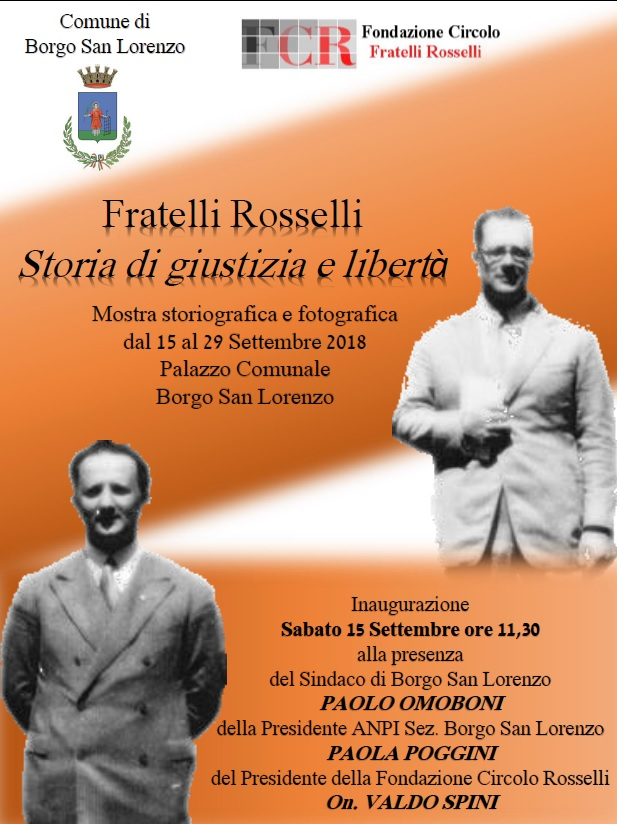 Comune di
Borgo San Lorenzo
FCR
Fondazione Circolo
Fratelli Rosselli
Fratelli Rosselli
Storia di giustizia e libertà
Mostra storiografica e fotografica
dal 15 al 29 Settembre 2018
Palazzo Comunale
Borgo San Lorenzo
Inaugurazione
Sabato 15 Settembre ore 11,30
alla presenza
del Sindaco di Borgo San Lorenzo
PAOLO OMOBONI
della Presidente ANPI Sez. Borgo San Lorenzo
PAOLA POGGINI
del Presidente della Fondazione Circolo Rosselli
On. VALDO SPINI